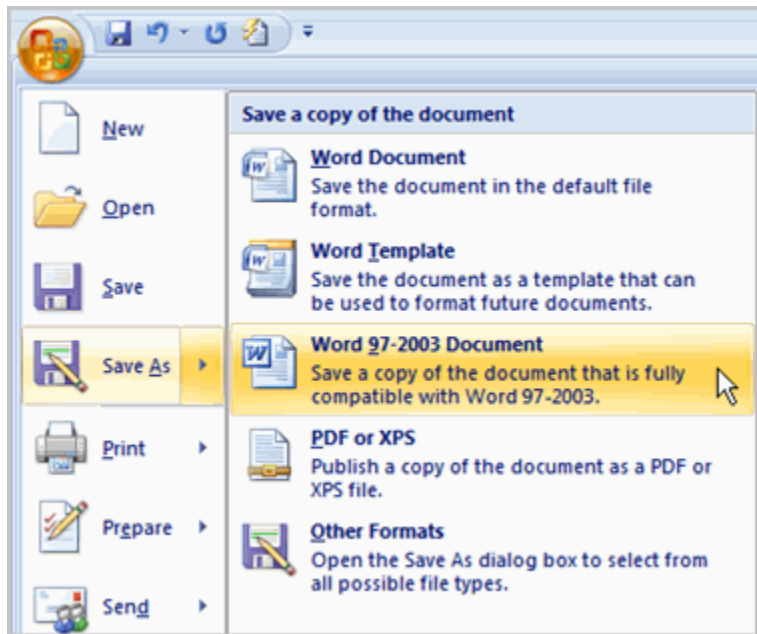 New
Open
Save
Save As
Print
Prepare
Send
Save a copy of the document
Word Document
Save the document in the default file
format.
Word Template
Save the document as a template that can
be used to format future documents.
Word 97-2003 Document
Save a copy of the document that is fully
compatible with Word 97-2003.
PDF or XPS
Publish a copy of the document as a PDF or
XPS file.
Other Formats
Open the Save As dialog box to select from
all possible file types.